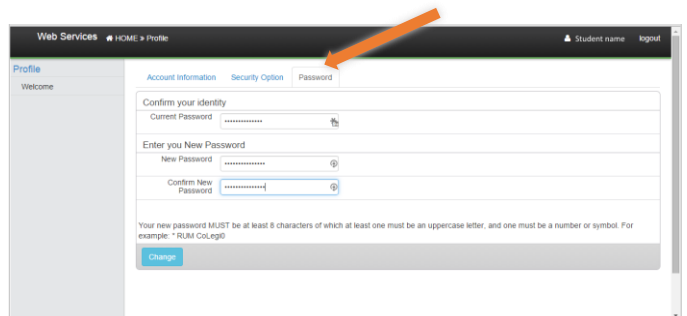 Web Services HOME » Profile Student name logout
Profile
Welcome
Account Information Security Option Password
Confirm your identity
Current Password ••••••••••••••
Enter you New Password
New Password •••••••••••••••
Confirm New
Password •••••••••••••••
Your new password MUST be at least 8 characters of which at least one must be an uppercase letter, and one must be a number or symbol. For
example: * RUM CoLegi0
Change